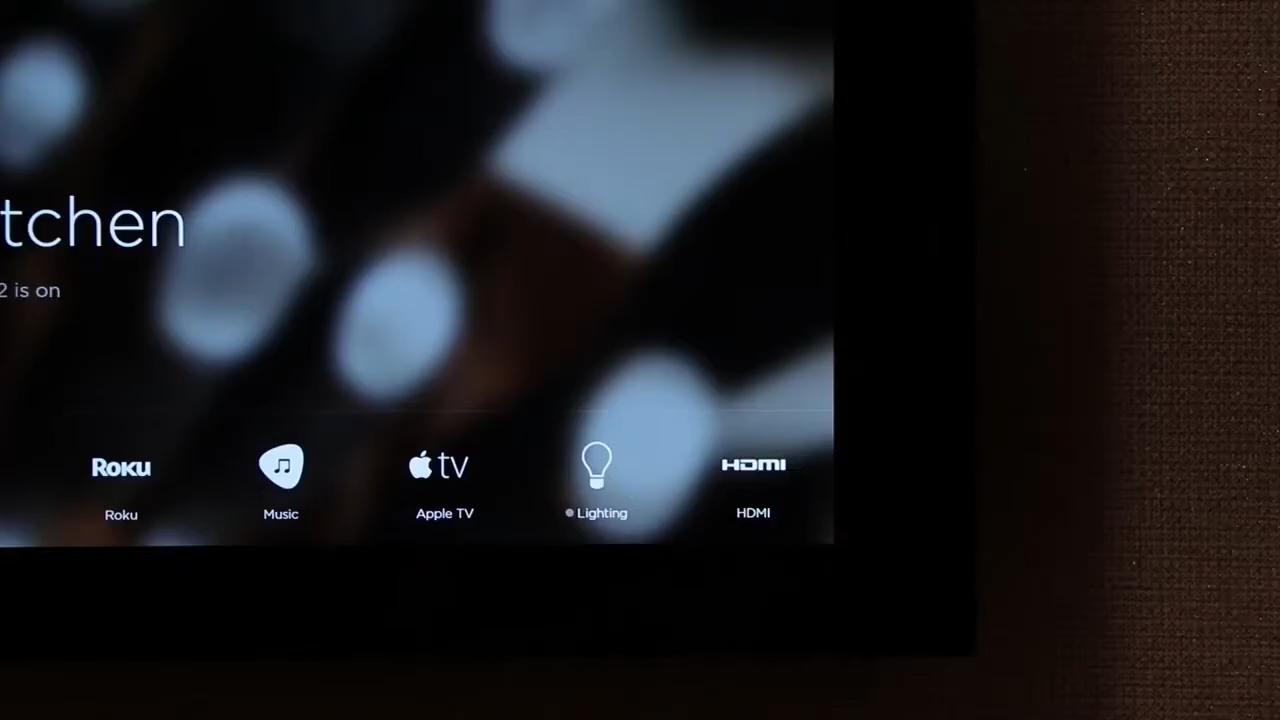 tchen
2 is on
Roku
tv
HDMI
Roku
Music
Apple TV
Lighting
HDMI